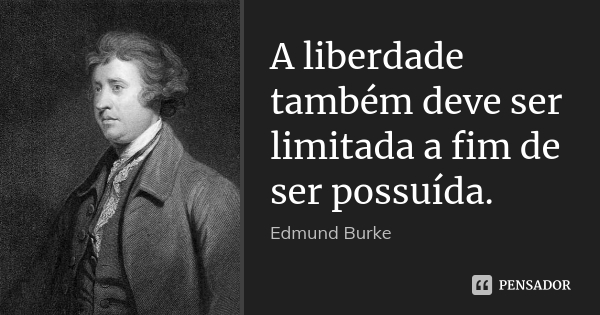 A liberdade
também deve ser
limitada a fim de
ser possuída.
Edmund Burke
PENSADOR